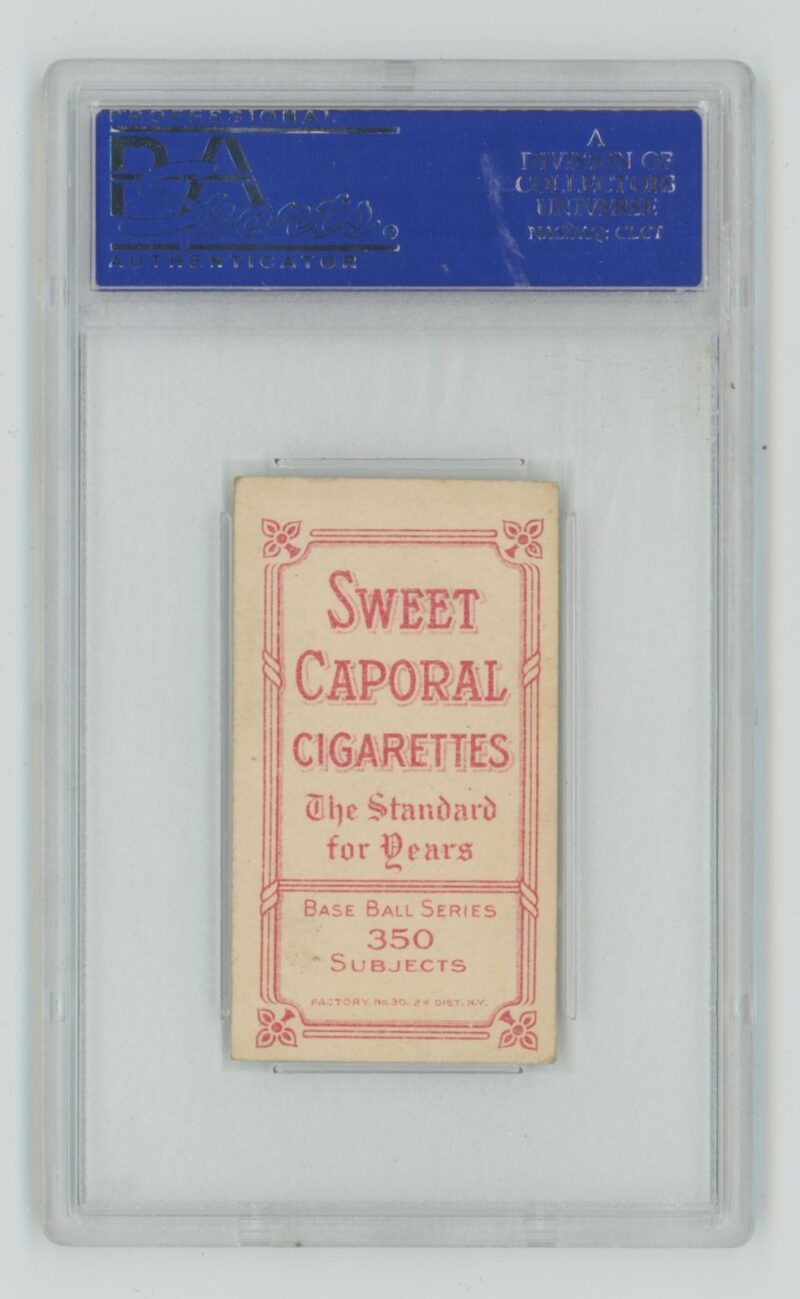 PROFESSIONAL
PSA
Sports®
AUTHENTICATOR
A
DIVISION OF
COLLECTORS
UNIVERSE
NASDAQ: CLCT
SWEET
CAPORAL
CIGARETTES
The Standard
for Years
BASE BALL SERIES
350
SUBJECTS
FACTORY No. 30. 2d DIST. N.Y.